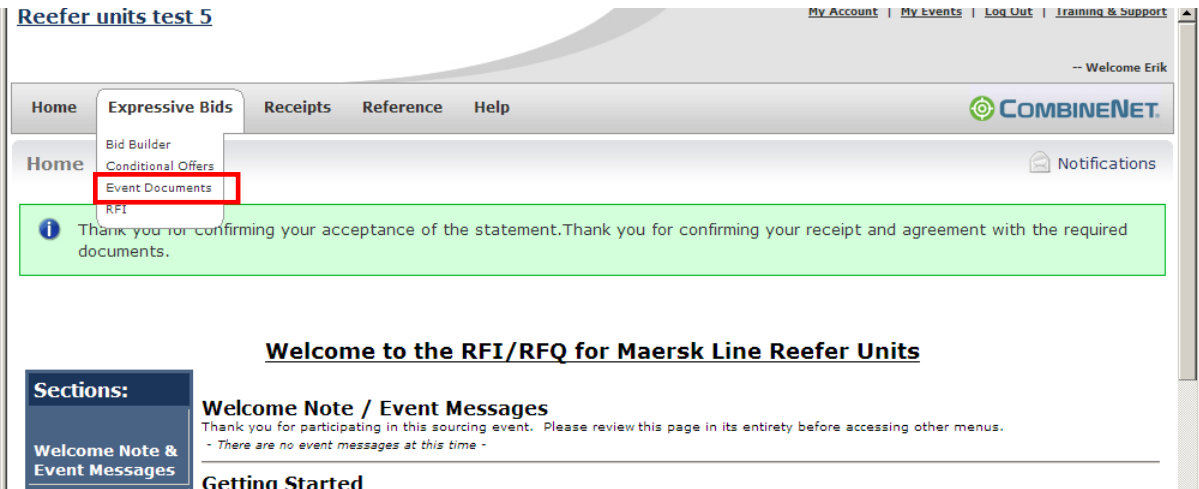 Reefer units test 5
My Account | My Events | Log Out | Training & Support
-- Welcome Erik
Home Expressive Bids Receipts Reference Help
COMBINENET.
Bid Builder
Home
Conditional Offers
Notifications
Event Documents
RFI
Thank you for confirming your acceptance of the statement.Thank you for confirming your receipt and agreement with the required
documents.
Welcome to the RFI/RFQ for Maersk Line Reefer Units
Sections:
Welcome Note & Event Messages
Welcome Note / Event Messages
Thank you for participating in this sourcing event. Please review this page in its entirety before accessing other menus.
- There are no event messages at this time -
Getting Started